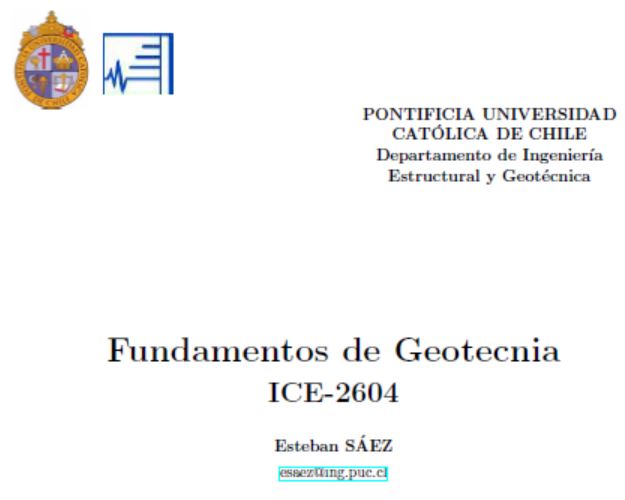 PONTIFICIA UNIVERSIDAD
CATÓLICA DE CHILE
Departamento de Ingeniería
Estructural y Geotécnica
Fundamentos de Geotecnia
ICE-2604
Esteban SÁEZ
esaez@ing.puc.cl